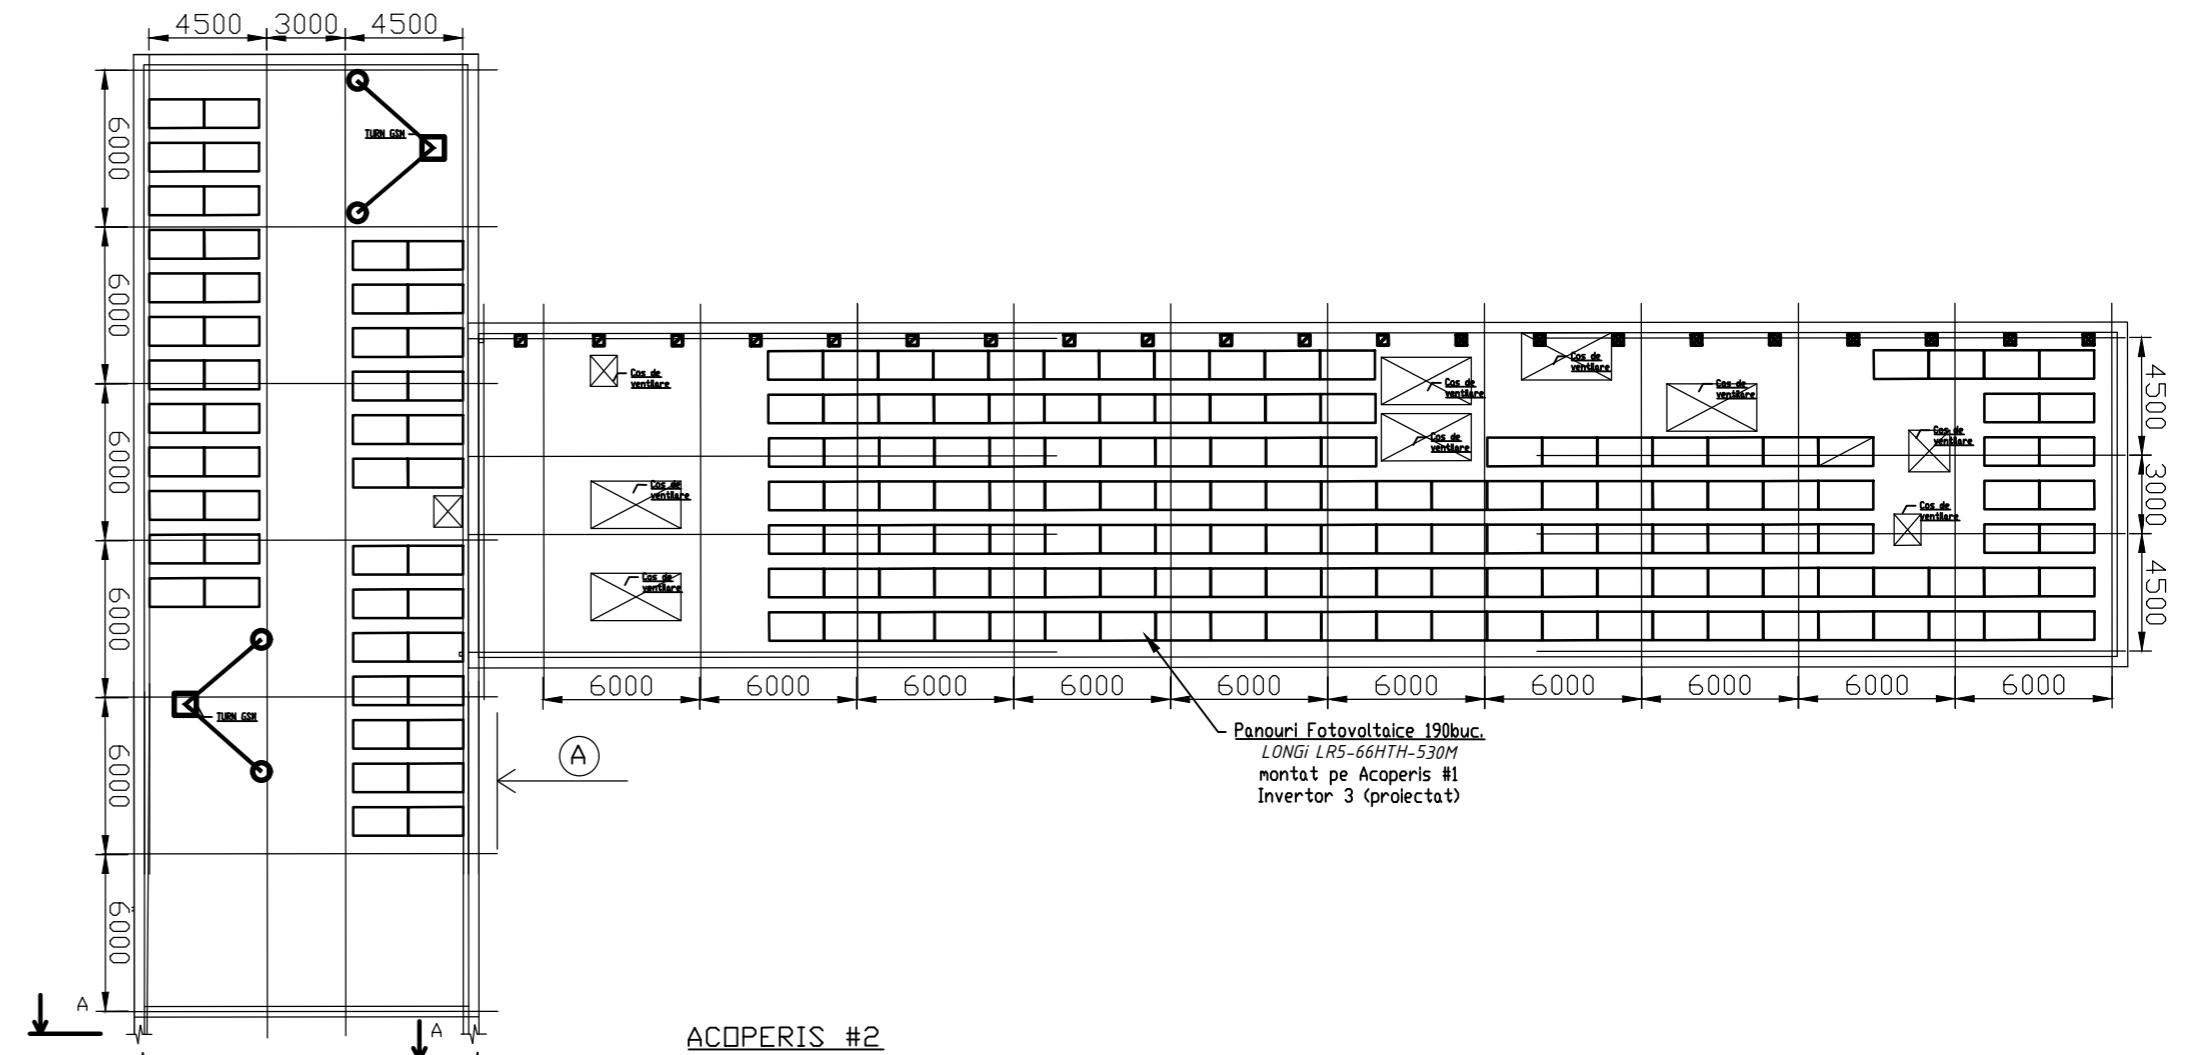 4500 3000 4500
6000
TURN GSM
6000
6000
6000
6000
6000
TURN GSM
Cos de
ventilare
Cos de
ventilare
Cos de
ventilare
Cos de
ventilare
Cos de
ventilare
Cos de
ventilare
Cos de
ventilare
Cos de
ventilare
Cos de
ventilare
4500
3000
4500
6000 6000 6000 6000 6000 6000 6000 6000 6000 6000
Panouri Fotovoltaice 190buc.
LONGi LR5-66HTH-530M
montat pe Acoperis #1
Invertor 3 (proiectat)
A
A
A
ACOPERIS #2